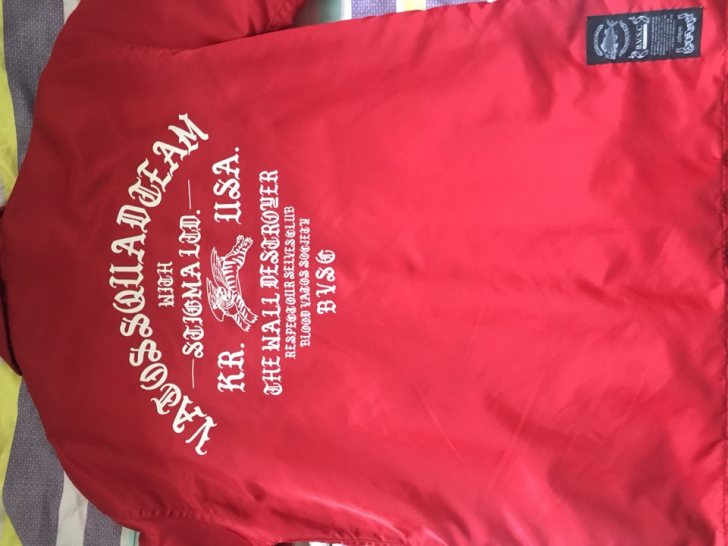 VATOSSQUADTEAM
WITH
STIGMA LTD.
KR. USA.
THE WALL DESTROYER
RESPECT OUR SELVES CLUB
BLOOD VATOS SOCIETY
BVSC
B.V.S.C